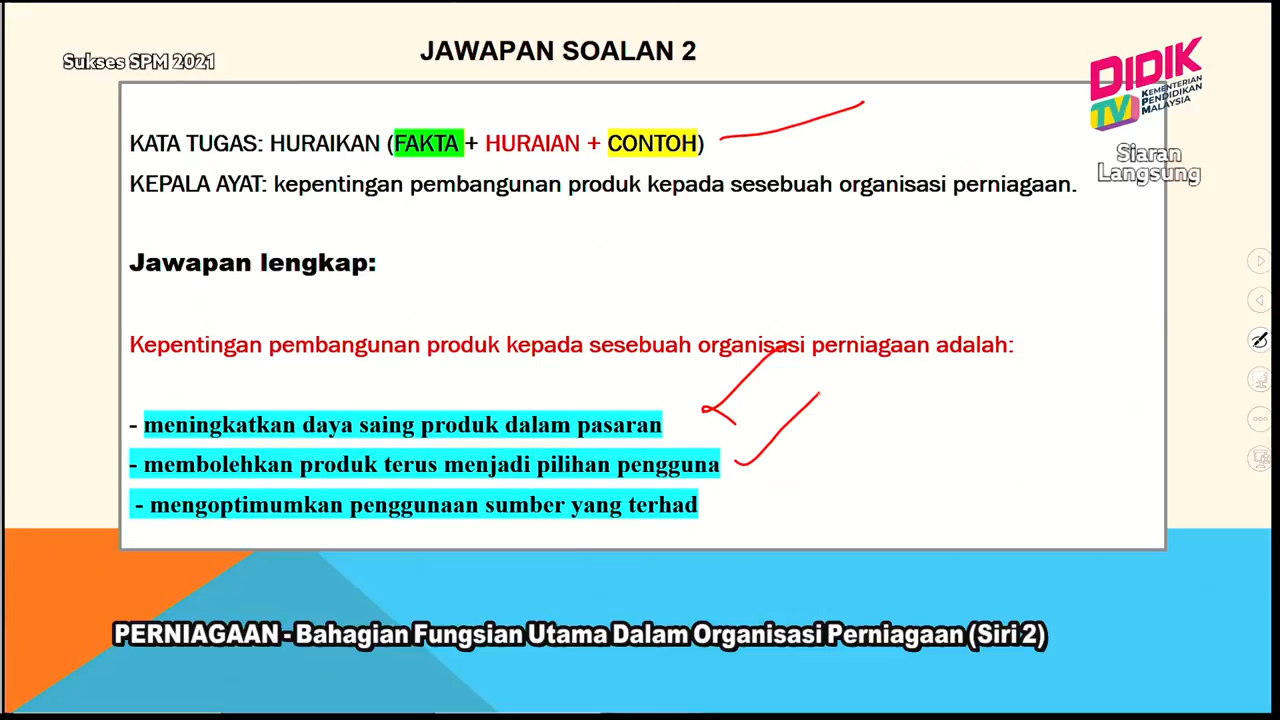 JAWAPAN SOALAN 2
Sukses SPM 2021
DIDIK
TV
KEMENTERIAN
PENDIDIKAN
MALAYSIA
Siaran
Langsung
KATA TUGAS: HURAIKAN (FAKTA + HURAIAN + CONTOH)
KEPALA AYAT: kepentingan pembangunan produk kepada sesebuah organisasi perniagaan.
Jawapan lengkap:
Kepentingan pembangunan produk kepada sesebuah organisasi perniagaan adalah:
- meningkatkan daya saing produk dalam pasaran
- membolehkan produk terus menjadi pilihan pengguna
- mengoptimumkan penggunaan sumber yang terhad
PERNIAGAAN - Bahagian Fungsian Utama Dalam Organisasi Perniagaan (Siri 2)